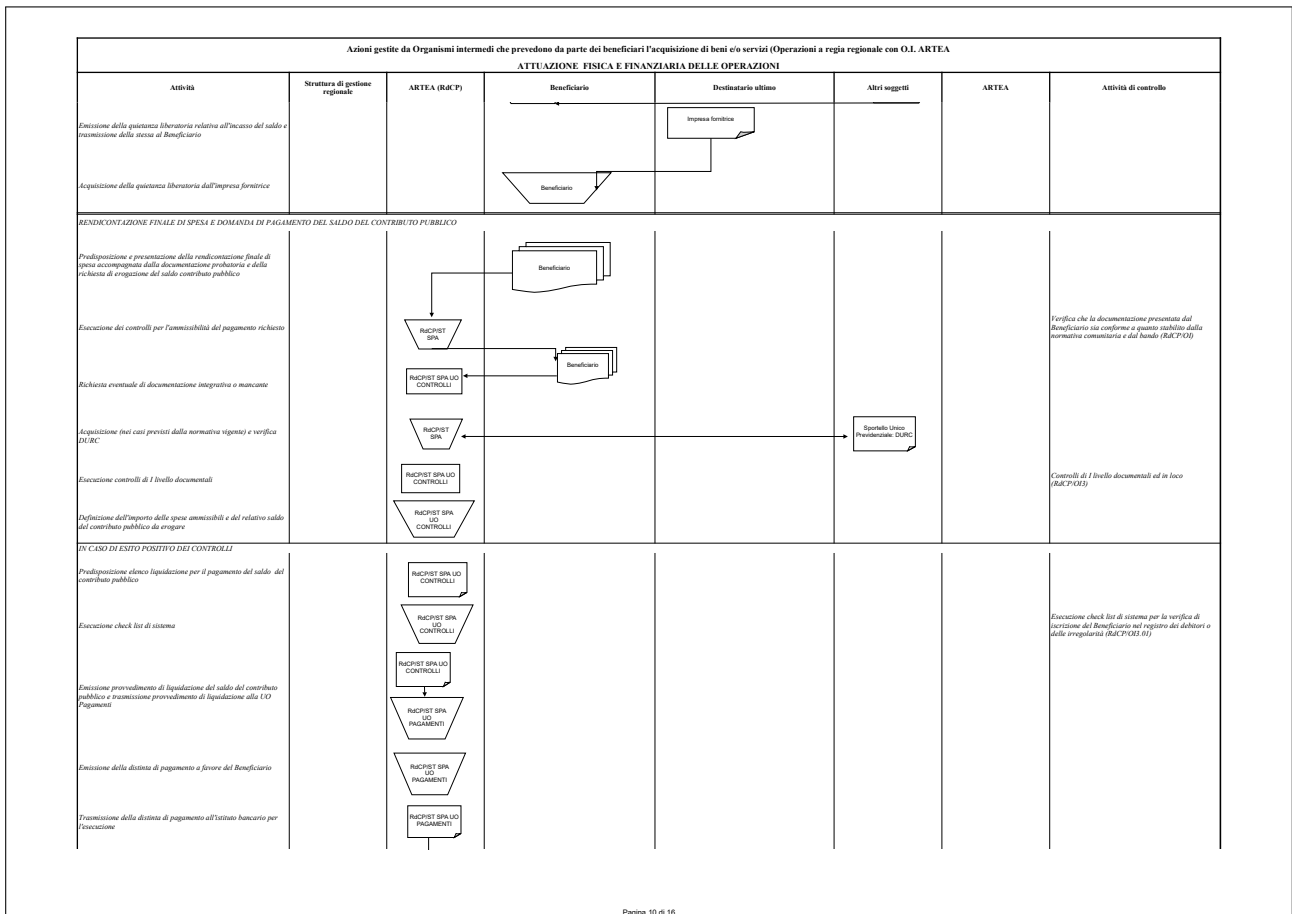 Azioni gestite da Organismi intermedi che prevedono da parte dei beneficiari l'acquisizione di beni e/o servizi (Operazioni a regia regionale con O.I. ARTEA
ATTUAZIONE FISICA E FINANZIARIA DELLE OPERAZIONI
Attività
Struttura di gestione
regionale
ARTEA (RdCP)
Beneficiario
Destinatario ultimo
Altri soggetti
ARTEA
Attività di controllo
Emissione della quietanza liberatoria relativa all'incasso del saldo e
trasmissione della stessa al Beneficiario
Impresa fornitrice
Acquisizione della quietanza liberatoria dall'impresa fornitrice
Beneficiario
RENDICONTAZIONE FINALE DI SPESA E DOMANDA DI PAGAMENTO DEL SALDO DEL CONTRIBUTO PUBBLICO
Predisposizione e presentazione della rendicontazione finale di
spesa accompagnata dalla documentazione probatoria e della
richiesta di erogazione del saldo contributo pubblico
Beneficiario
Esecuzione dei controlli per l'ammissibilità del pagamento richiesto
RdCP/ST
SPA
Verifica che la documentazione presentata dal
Beneficiario sia conforme a quanto stabilito dalla
normativa comunitaria e dal bando (RdCP/OI)
Beneficiario
Richiesta eventuale di documentazione integrativa o mancante
RdCP/ST SPA UO
CONTROLLI
Acquisizione (nei casi previsti dalla normativa vigente) e verifica
DURC
RdCP/ST
SPA
Sportello Unico
Previdenziale: DURC
Esecuzione controlli di I livello documentali
RdCP/ST SPA UO
CONTROLLI
Controlli di I livello documentali ed in loco
(RdCP/OI3)
Definizione dell'importo delle spese ammissibili e del relativo saldo
del contributo pubblico da erogare
RdCP/ST SPA
UO
CONTROLLI
IN CASO DI ESITO POSITIVO DEI CONTROLLI
Predisposizione elenco liquidazione per il pagamento del saldo del
contributo pubblico
RdCP/ST SPA UO
CONTROLLI
Esecuzione check list di sistema
RdCP/ST SPA
UO
CONTROLLI
Esecuzione check list di sistema per la verifica di
iscrizione del Beneficiario nel registro dei debitori o
delle irregolarità (RdCP/OI3.01)
RdCP/ST SPA UO
CONTROLLI
Emissione provvedimento di liquidazione del saldo del contributo
pubblico e trasmissione provvedimento di liquidazione alla UO
Pagamenti
RdCP/ST SPA
UO
PAGAMENTI
Emissione della distinta di pagamento a favore del Beneficiario
RdCP/ST SPA
UO
PAGAMENTI
Trasmissione della distinta di pagamento all'istituto bancario per
l'esecuzione
RdCP/ST SPA UO
PAGAMENTI
Pagina 10 di 16